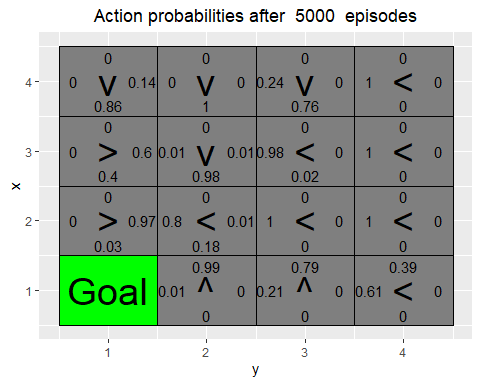 Action probabilities after 5000 episodes
0 0 0 0
4 0 v 0.14 0 v 0 0.24 v 0 1 < 0
0.86 1 0.76 0
0 0 0 0
3 0 > 0.6 0.01 v 0.01 0.98 < 0 1 < 0
0.4 0.98 0.02 0
x
0 0 0 0
2 0 > 0.97 0.8 < 0.01 1 < 0 1 < 0
0.03 0.18 0 0
0.99 0.79 0.39
1 Goal 0.01 ^ 0 0.21 ^ 0 0.61 < 0
0 0 0
1 2 3 4
y